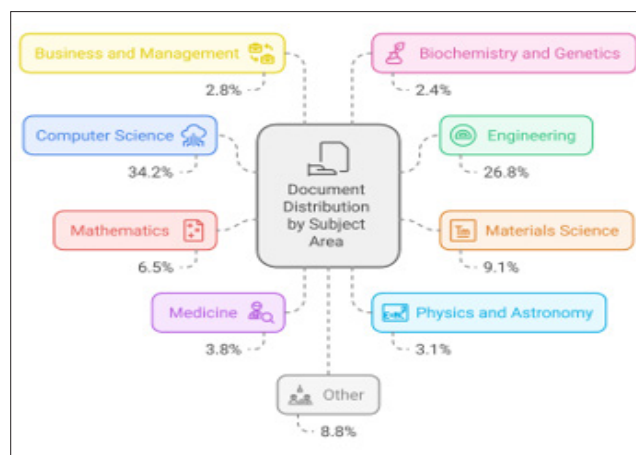 Business and Management
2.8%
Biochemistry and Genetics
2.4%
Computer Science
34.2%
Engineering
26.8%
Document
Distribution
by Subject
Area
Mathematics
6.5%
Tm
Materials Science
9.1%
Medicine
3.8%
Physics and Astronomy
3.1%
Other
8.8%